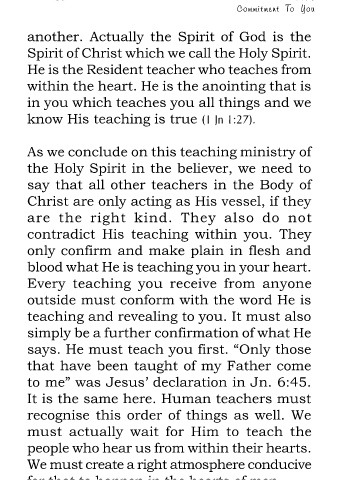 Commitment To You
another. Actually the Spirit of God is the
Spirit of Christ which we call the Holy Spirit.
He is the Resident teacher who teaches from
within the heart. He is the anointing that is
in you which teaches you all things and we
know His teaching is true (1 Jn 1:27).
As we conclude on this teaching ministry of
the Holy Spirit in the believer, we need to
say that all other teachers in the Body of
Christ are only acting as His vessel, if they
are the right kind. They also do not
contradict His teaching within you. They
only confirm and make plain in flesh and
blood what He is teaching you in your heart.
Every teaching you receive from anyone
outside must conform with the word He is
teaching and revealing to you. It must also
simply be a further confirmation of what He
says. He must teach you first. “Only those
that have been taught of my Father come
to me” was Jesus’ declaration in Jn. 6:45.
It is the same here. Human teachers must
recognise this order of things as well. We
must actually wait for Him to teach the
people who hear us from within their hearts.
We must create a right atmosphere conducive
for that to happen in the hearts of men